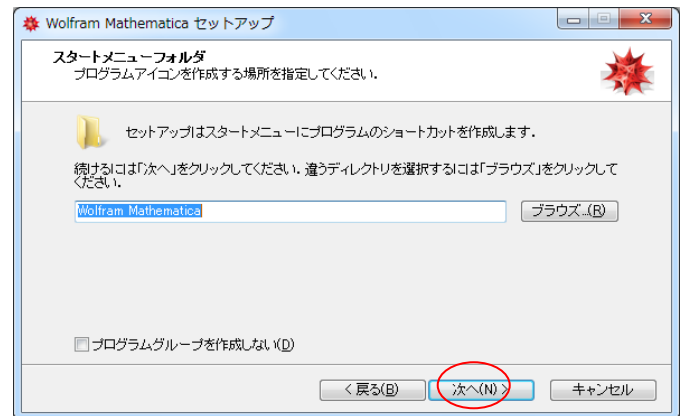 Wolfram Mathematica セットアップ
スタートメニューフォルダ
プログラムアイコンを作成する場所を指定してください.
セットアップはスタートメニューにプログラムのショートカットを作成します.
続けるには「次へ」をクリックしてください. 違うディレクトリを選択するには「ブラウズ」をクリックして
ください.
Wolfram Mathematica
ブラウズ...(R)
プログラムグループを作成しない(D)
< 戻る(B)
次へ(N) >
キャンセル